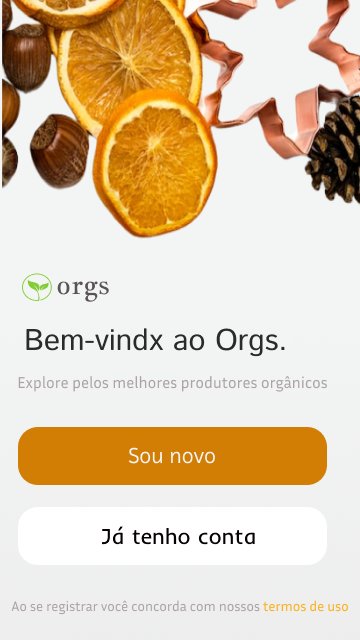 orgs
Bem-vindx ao Orgs.
Explore pelos melhores produtores orgânicos
Sou novo
Já tenho conta
Ao se registrar você concorda com nossos termos de uso